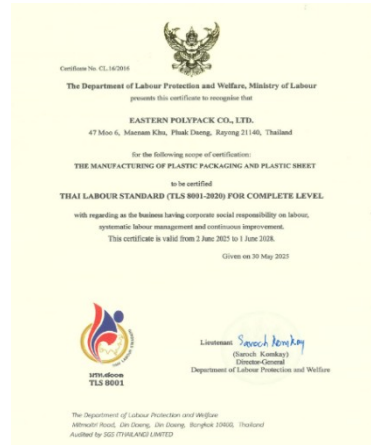 Certificate No. CL.16/2016
The Department of Labour Protection and Welfare, Ministry of Labour
presents this certificate to recognize that
EASTERN POLYPACK CO., LTD.
47 Moo 6, Maenam Khu, Pluak Daeng, Rayong 21140, Thailand
for the following scope of certification:
THE MANUFACTURING OF PLASTIC PACKAGING AND PLASTIC SHEET
to be certified
THAI LABOUR STANDARD (TLS 8001-2020) FOR COMPLETE LEVEL
with regarding as the business having corporate social responsibility on labour,
systematic labour management and continuous improvement.
This certificate is valid from 2 June 2025 to 1 June 2028.
Given on 30 May 2025
Lieutenant Saroch Komkay
(Saroch Komkay)
Director-General
Department of Labour Protection and Welfare
TLS 8001
The Department of Labour Protection and Welfare
Mitmaitri Road, Din Daeng, Din Daeng, Bangkok 10400, Thailand
Audited by SGS (THAILAND) LIMITED